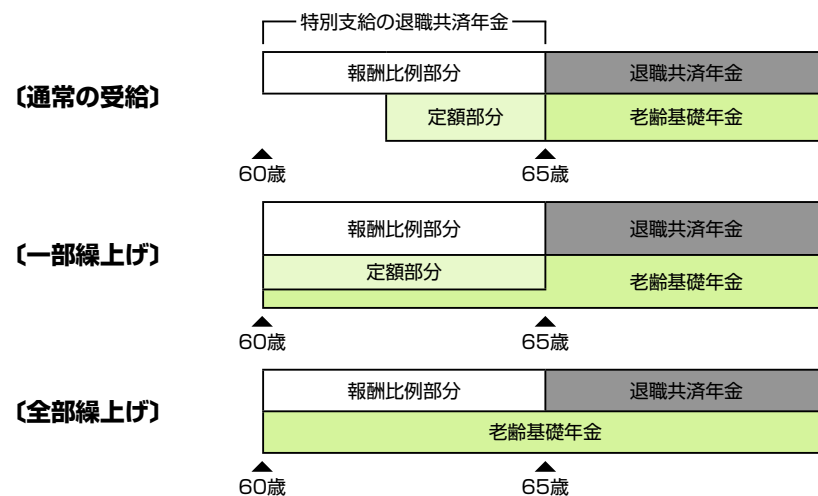 特別支給の退職共済年金
〔通常の受給〕
報酬比例部分
退職共済年金
定額部分
老齢基礎年金
▲
60歳
▲
65歳
〔一部繰上げ〕
報酬比例部分
退職共済年金
定額部分
老齢基礎年金
▲
60歳
▲
65歳
〔全部繰上げ〕
報酬比例部分
退職共済年金
老齢基礎年金
▲
60歳
▲
65歳